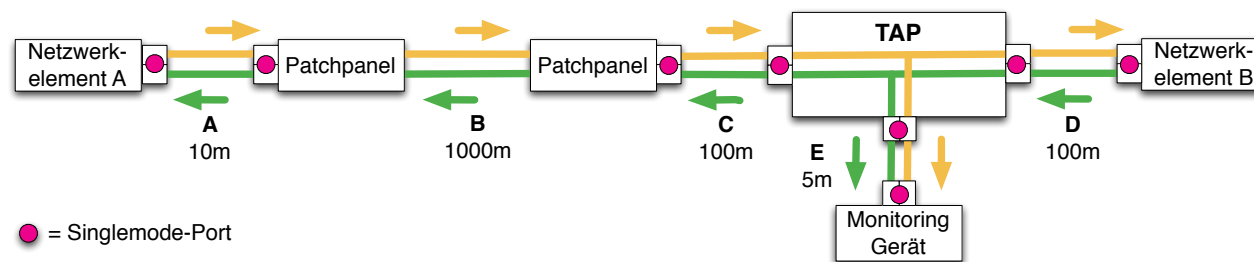 Netzwerk-
element A
Patchpanel
Patchpanel
TAP
Netzwerk-
element B
A
10m
B
1000m
C
100m
E
5m
D
100m
Monitoring
Gerät
= Singlemode-Port